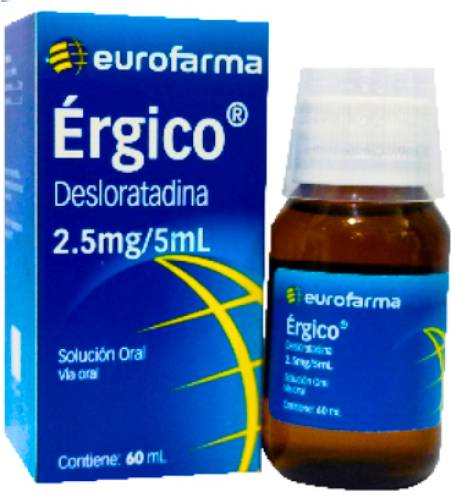 eurofarma
Érgico®
Desloratadina
2.5mg/5mL
Solución Oral
Vía oral
Contiene: 60 mL
eurofarma
Érgico®
Desloratadina
2.5mg/5mL
Solución Oral
Vía oral
Contiene: 60 mL